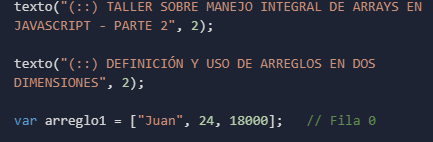 texto("(::) TALLER SOBRE MANEJO INTEGRAL DE ARRAYS EN
JAVASCRIPT - PARTE 2", 2);
texto("(::) DEFINICIÓN Y USO DE ARREGLOS EN DOS
DIMENSIONES", 2);
var arreglo1 = ["Juan", 24, 18000];   // Fila 0